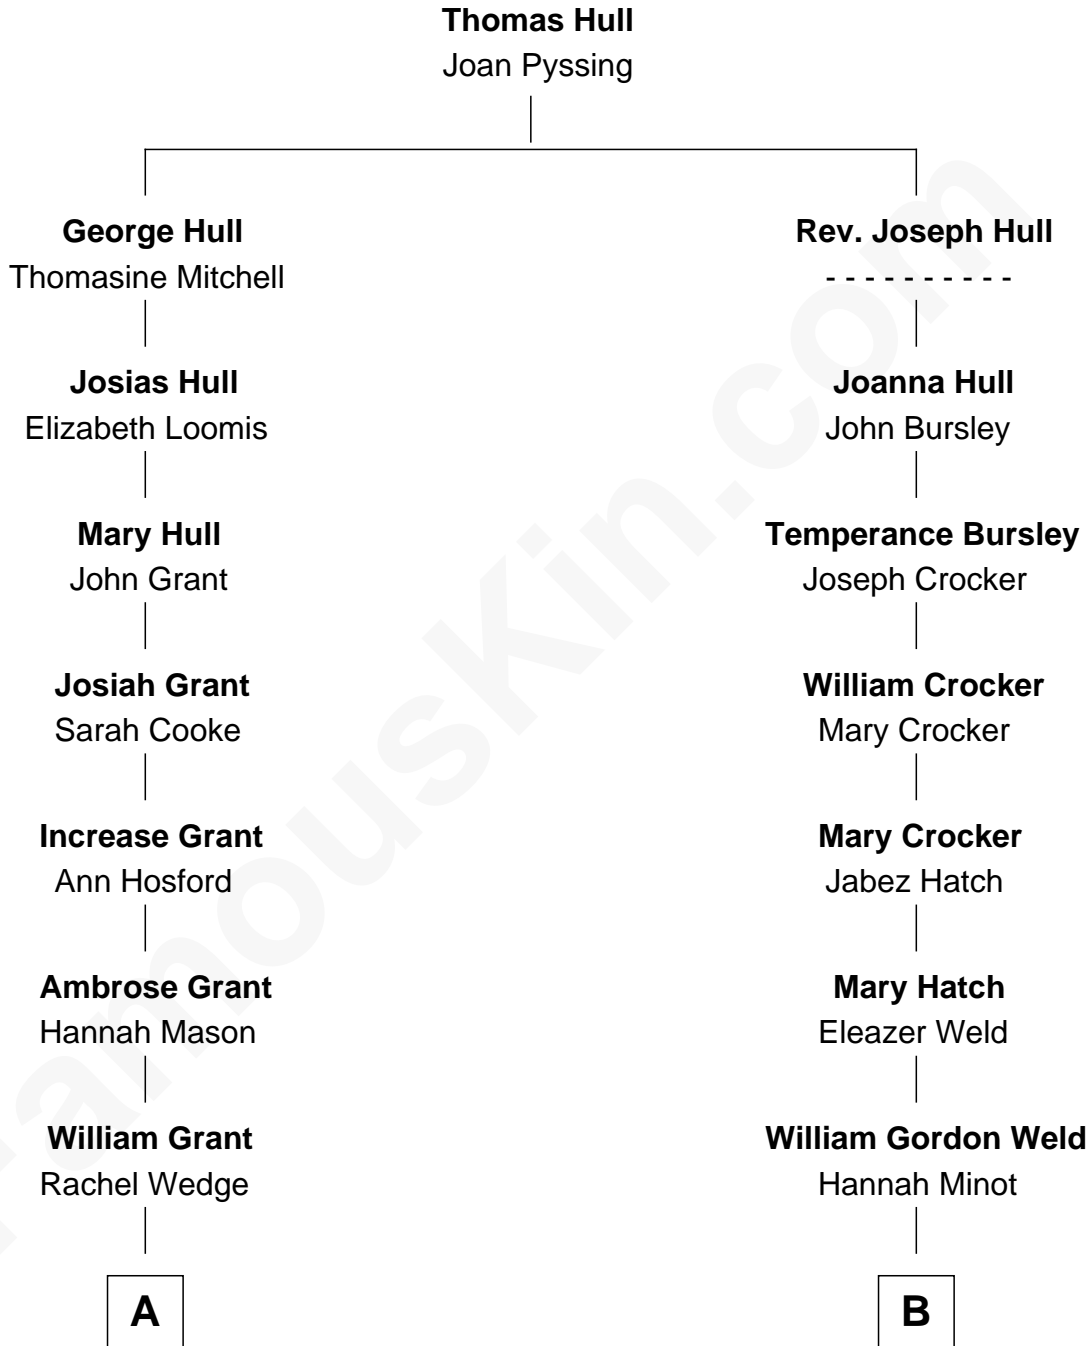 Thomas Hull
Joan Pyssing
George Hull
Thomasine Mitchell
Rev. Joseph Hull
- - - - - - - - - -
Josias Hull
Elizabeth Loomis
Joanna Hull
John Bursley
Mary Hull
John Grant
Temperance Bursley
Joseph Crocker
Josiah Grant
Sarah Cooke
William Crocker
Mary Crocker
Increase Grant
Ann Hosford
Mary Crocker
Jabez Hatch
Ambrose Grant
Hannah Mason
Mary Hatch
Eleazer Weld
William Grant
Rachel Wedge
William Gordon Weld
Hannah Minot
A
B
FamousKin.com